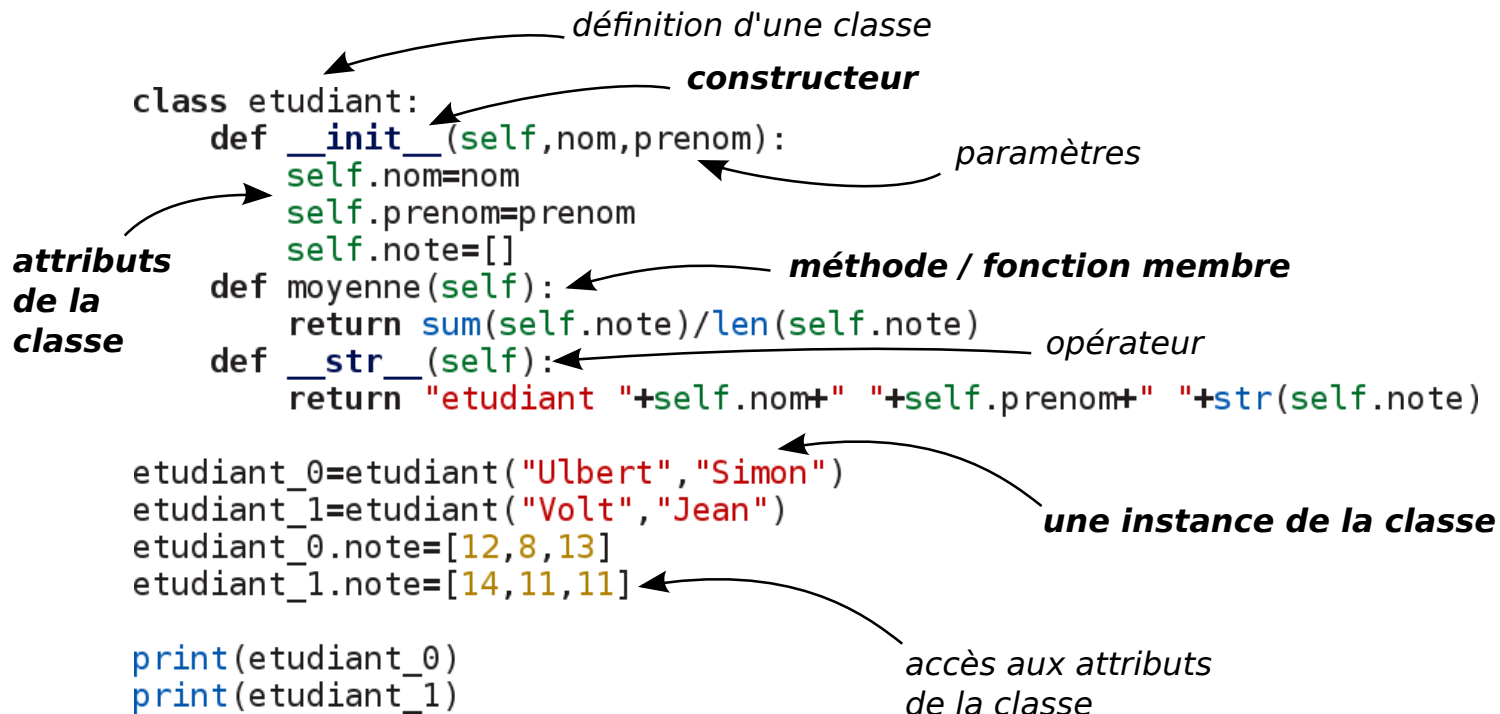 définition d'une classe
constructeur
class etudiant:
    def __init__(self,nom,prenom):
paramètres
        self.nom=nom
        self.prenom=prenom
        self.note=[]
attributs
de la
classe
méthode / fonction membre
    def moyenne(self):
        return sum(self.note)/len(self.note)
opérateur
    def __str__(self):
        return "etudiant "+self.nom+" "+self.prenom+" "+str(self.note)
etudiant_0=etudiant("Ulbert","Simon")
etudiant_1=etudiant("Volt","Jean")
une instance de la classe
etudiant_0.note=[12,8,13]
etudiant_1.note=[14,11,11]
print(etudiant_0)
print(etudiant_1)
accès aux attributs
de la classe